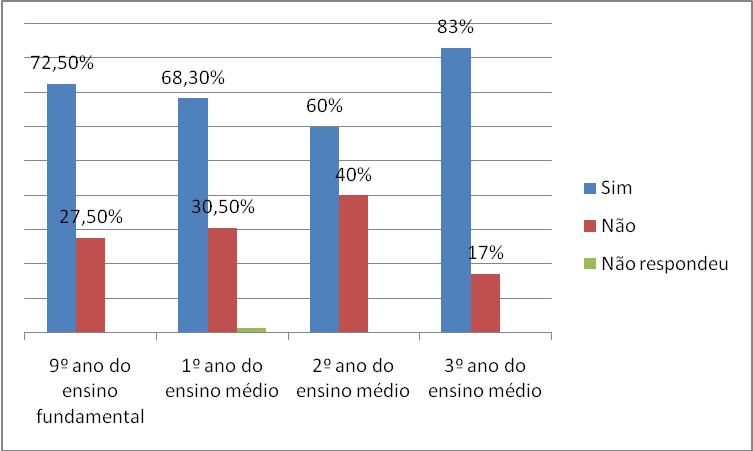 83%
72,50%
68,30%
60%
40%
30,50%
27,50%
17%
Sim
Não
Não respondeu
9º ano do
ensino
fundamental
1º ano do
ensino médio
2º ano do
ensino médio
3º ano do
ensino médio